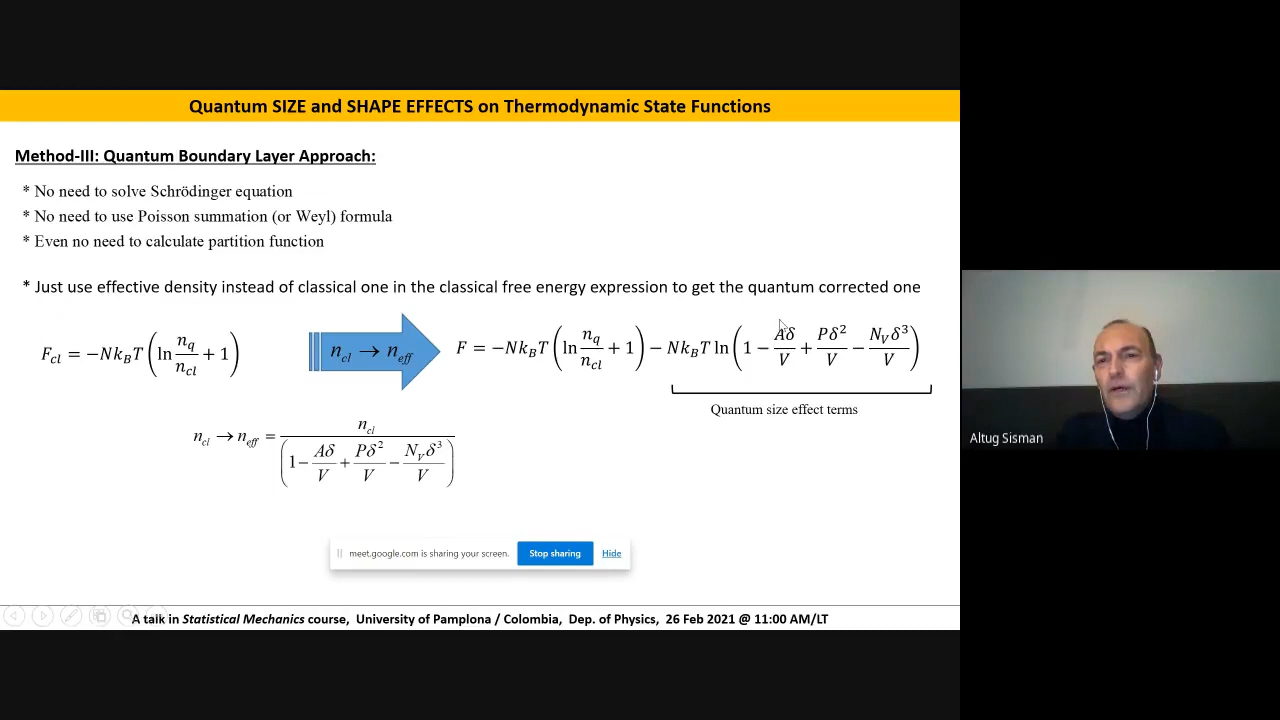 Quantum SIZE and SHAPE EFFECTS on Thermodynamic State Functions
Method-III: Quantum Boundary Layer Approach:
* No need to solve Schrödinger equation
* No need to use Poisson summation (or Weyl) formula
* Even no need to calculate partition function
* Just use effective density instead of classical one in the classical free energy expression to get the quantum corrected one
F_cl = −Nk_BT(ln n_q/n_cl + 1)
n_cl → n_eff
F = −Nk_BT(ln n_q/n_cl + 1) − Nk_BT ln(1 − Aδ/V + Pδ²/V − N_Vδ³/V)
Quantum size effect terms
n_cl → n_eff = n_cl/(1 − Aδ/V + Pδ²/V − N_Vδ³/V)
Altug Sisman
meet.google.com is sharing your screen.
Stop sharing
Hide
A talk in Statistical Mechanics course, University of Pamplona / Colombia, Dep. of Physics, 26 Feb 2021 @ 11:00 AM/LT